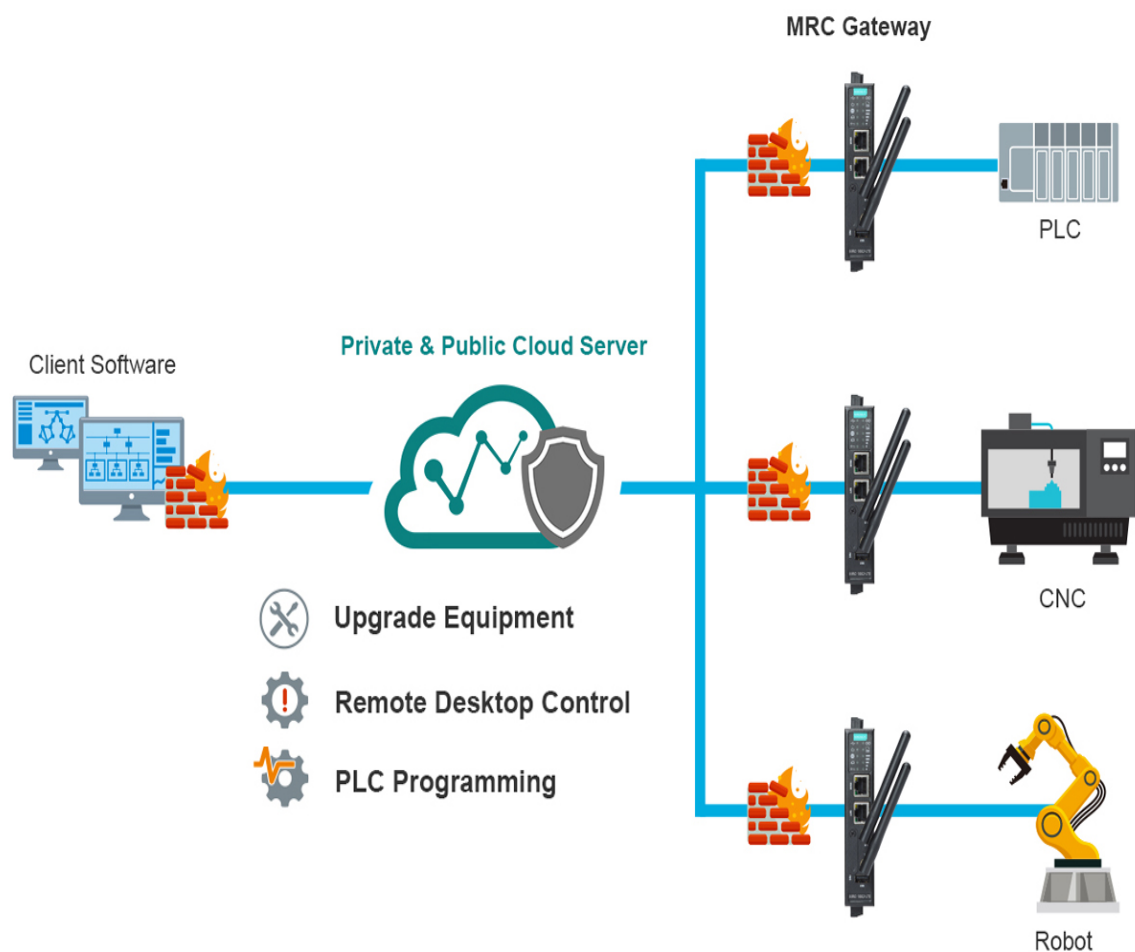 MRC Gateway
PLC
Private & Public Cloud Server
Client Software
Upgrade Equipment
Remote Desktop Control
PLC Programming
CNC
Robot